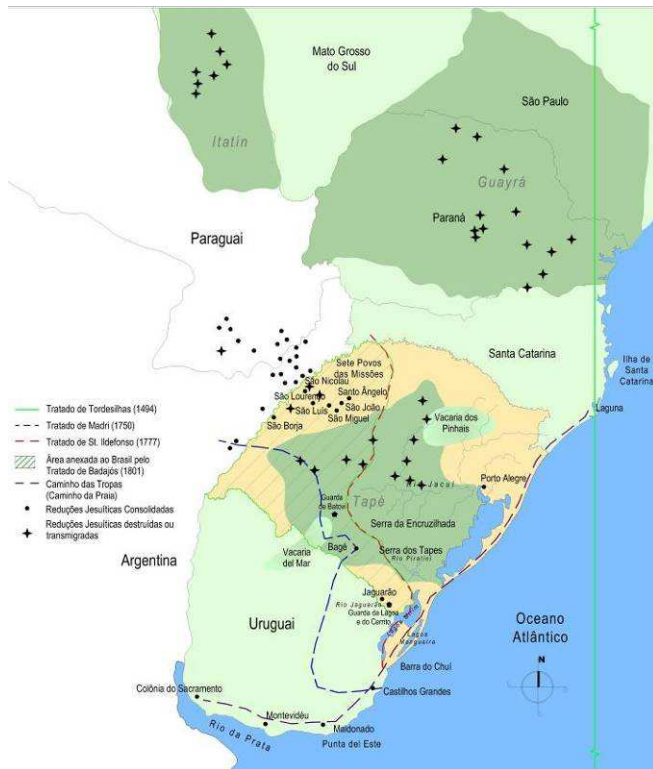 Mato Grosso
do Sul
São Paulo
Itatín
Guayrá
Paraná
Paraguai
Santa Catarina
Ilha de
Santa
Catarina
Sete Povos
das Missões
São Nicolau
São Lourenço
Santo Ângelo
São Luís
São João
São Miguel
São Borja
Laguna
Vacaria dos
Pinhais
Tratado de Tordesilhas (1494)
Tratado de Madri (1750)
Tratado de St. Ildefonso (1777)
Área anexada ao Brasil pelo
Tratado de Badajós (1801)
Caminho das Tropas
(Caminho da Praia)
Reduções Jesuíticas Consolidadas
Reduções Jesuíticas destruídas ou
transmigradas
Porto Alegre
Jacuí
Tapè
Guarda
de Batovi
Serra da Encruzilhada
Argentina
Vacaria
del Mar
Bagé
Serra dos Tapes
Rio Piratini
Jaguarão
Rio Jaguarão
Guarda da Lagoa
e do Cerrito
Uruguai
Lagoa Mirim
Lagoa
Mangueira
Oceano
Atlântico
N
Barra do Chuí
Castilhos Grandes
Colônia do Sacramento
Montevidéu
Maldonado
Punta del Este
Rio da Prata